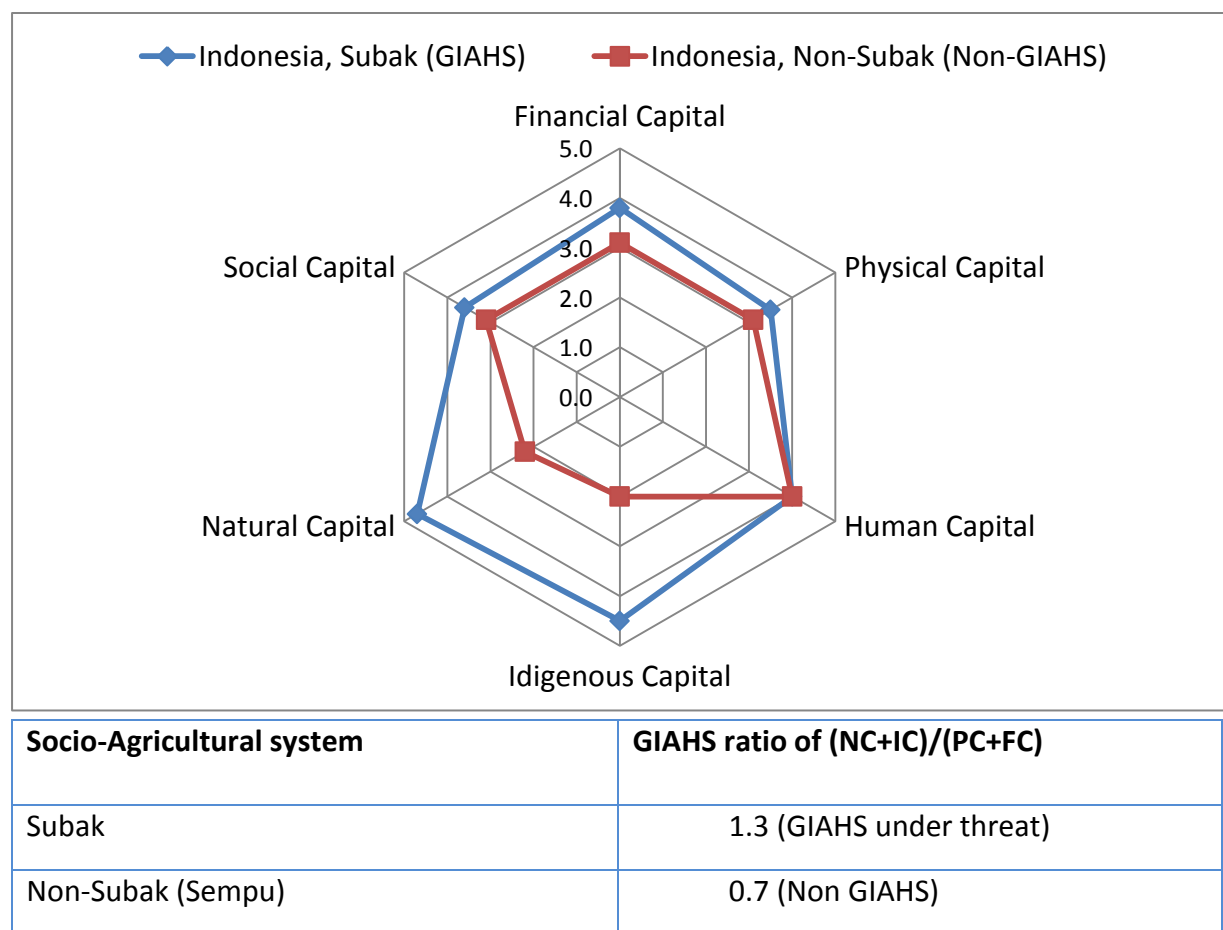 Indonesia, Subak (GIAHS) Indonesia, Non-Subak (Non-GIAHS)
Financial Capital
5.0
4.0
3.0
2.0
1.0
0.0
Social Capital Physical Capital
Natural Capital Human Capital
Idigenous Capital
Socio-Agricultural system GIAHS ratio of (NC+IC)/(PC+FC)
Subak 1.3 (GIAHS under threat)
Non-Subak (Sempu) 0.7 (Non GIAHS)